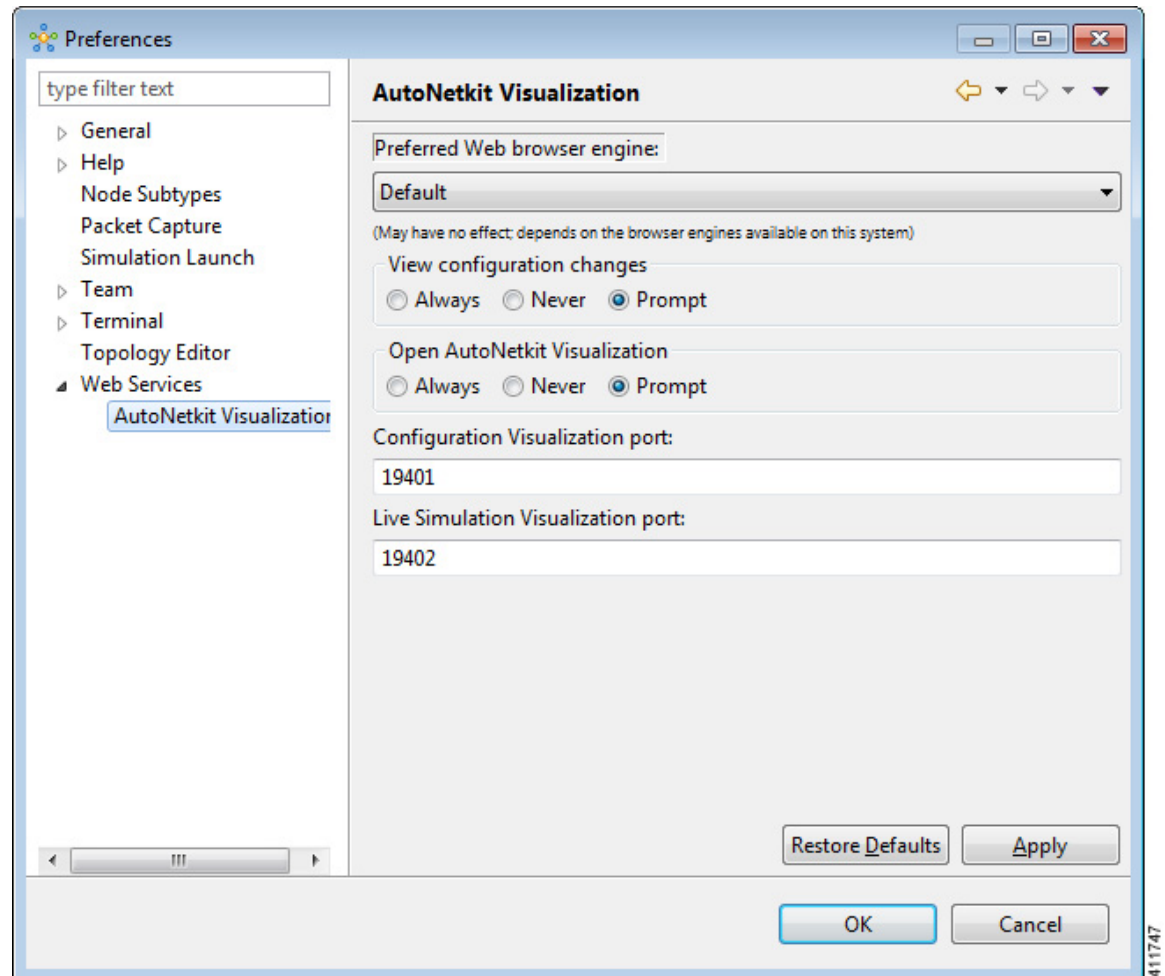 Preferences
type filter text
General
Help
Node Subtypes
Packet Capture
Simulation Launch
Team
Terminal
Topology Editor
Web Services
AutoNetkit Visualization
AutoNetkit Visualization
Preferred Web browser engine:
Default
(May have no effect; depends on the browser engines available on this system)
View configuration changes
Always Never Prompt
Open AutoNetkit Visualization
Always Never Prompt
Configuration Visualization port:
19401
Live Simulation Visualization port:
19402
Restore Defaults Apply
OK Cancel
411747